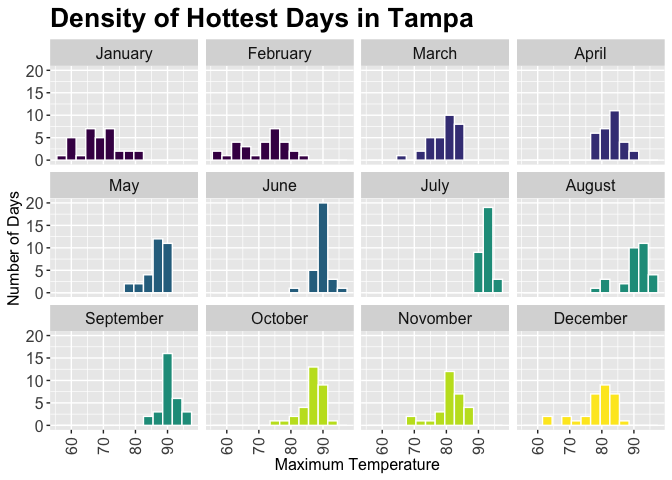 Density of Hottest Days in Tampa
January February March April
20
15
10
5
0
May June July August
20
15
10
5
0
Number of Days
September October Novomber December
20
15
10
5
0
60 70 80 90 60 70 80 90 60 70 80 90 60 70 80 90
Maximum Temperature